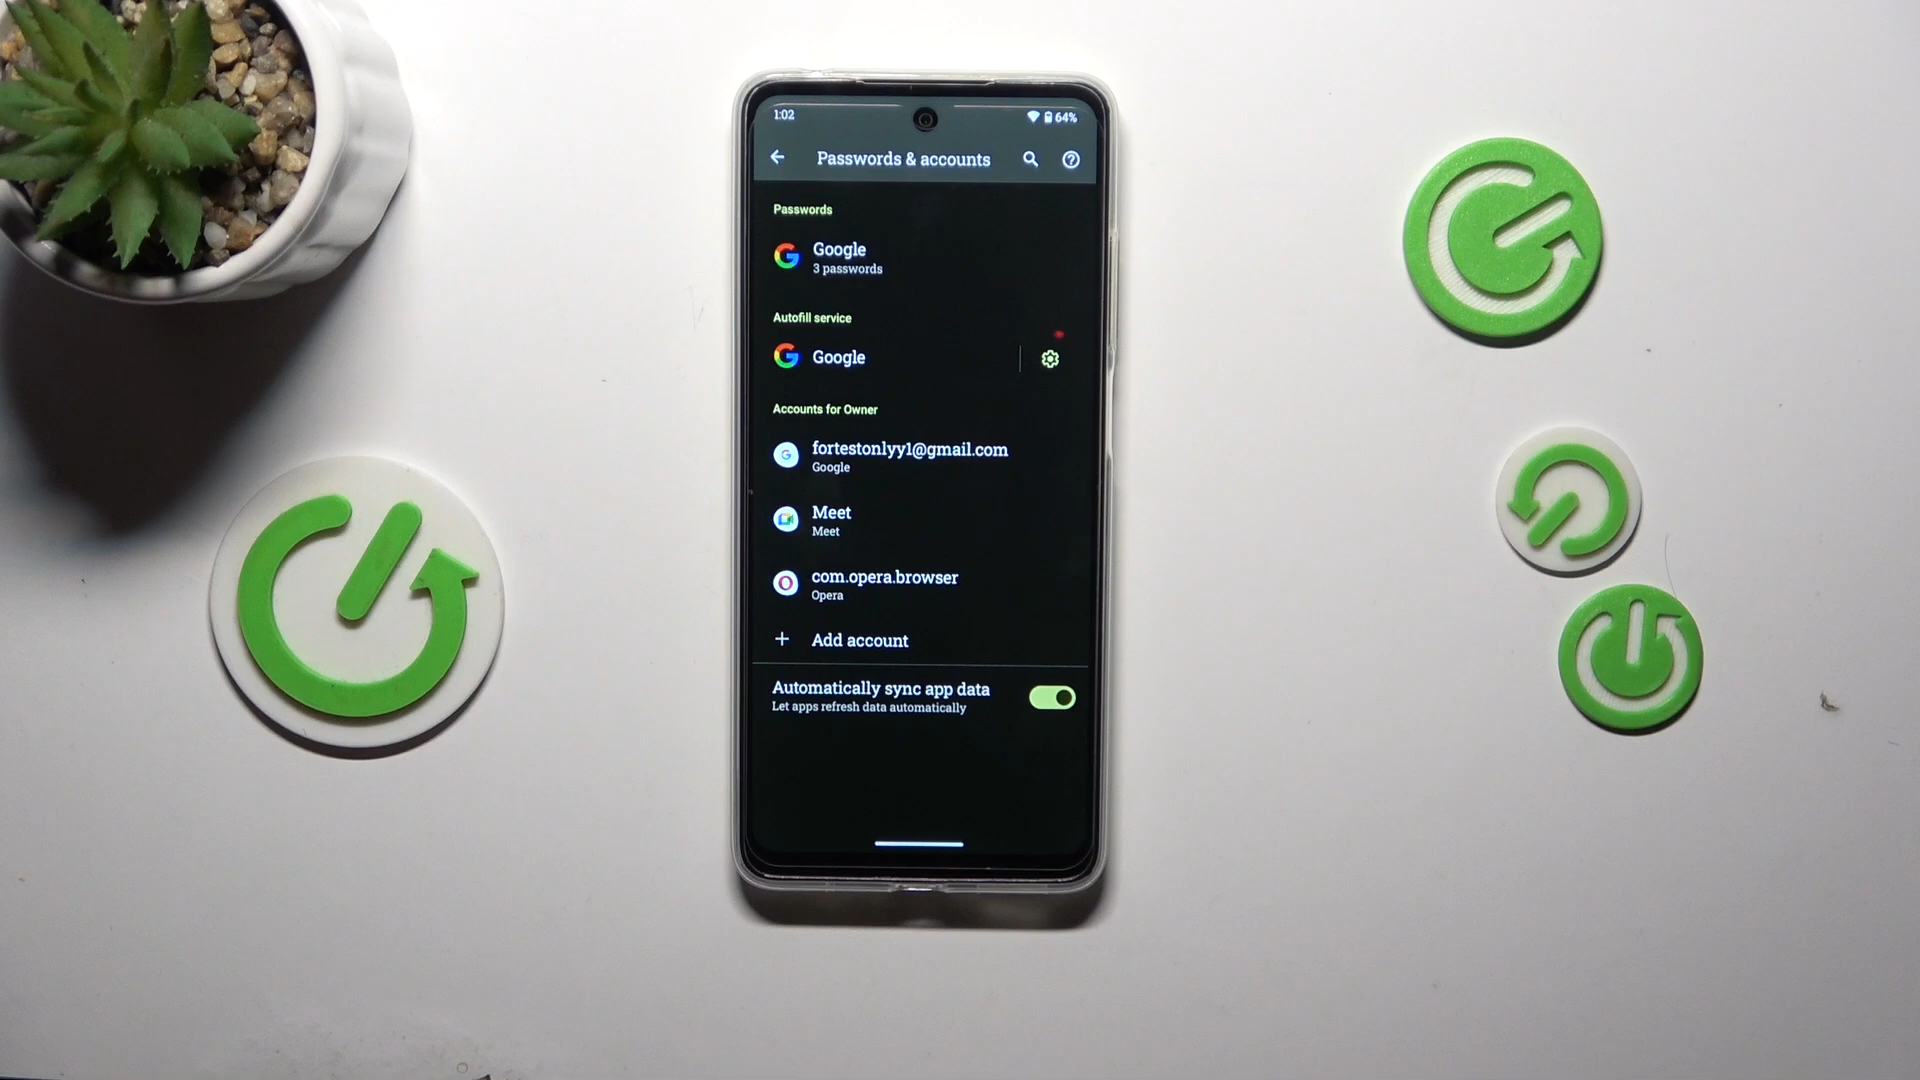 1:02
64%
Passwords & accounts
Passwords
Google
3 passwords
Autofill service
Google
Accounts for Owner
fortestonlyy1@gmail.com
Google
Meet
Meet
com.opera.browser
Opera
Add account
Automatically sync app data
Let apps refresh data automatically